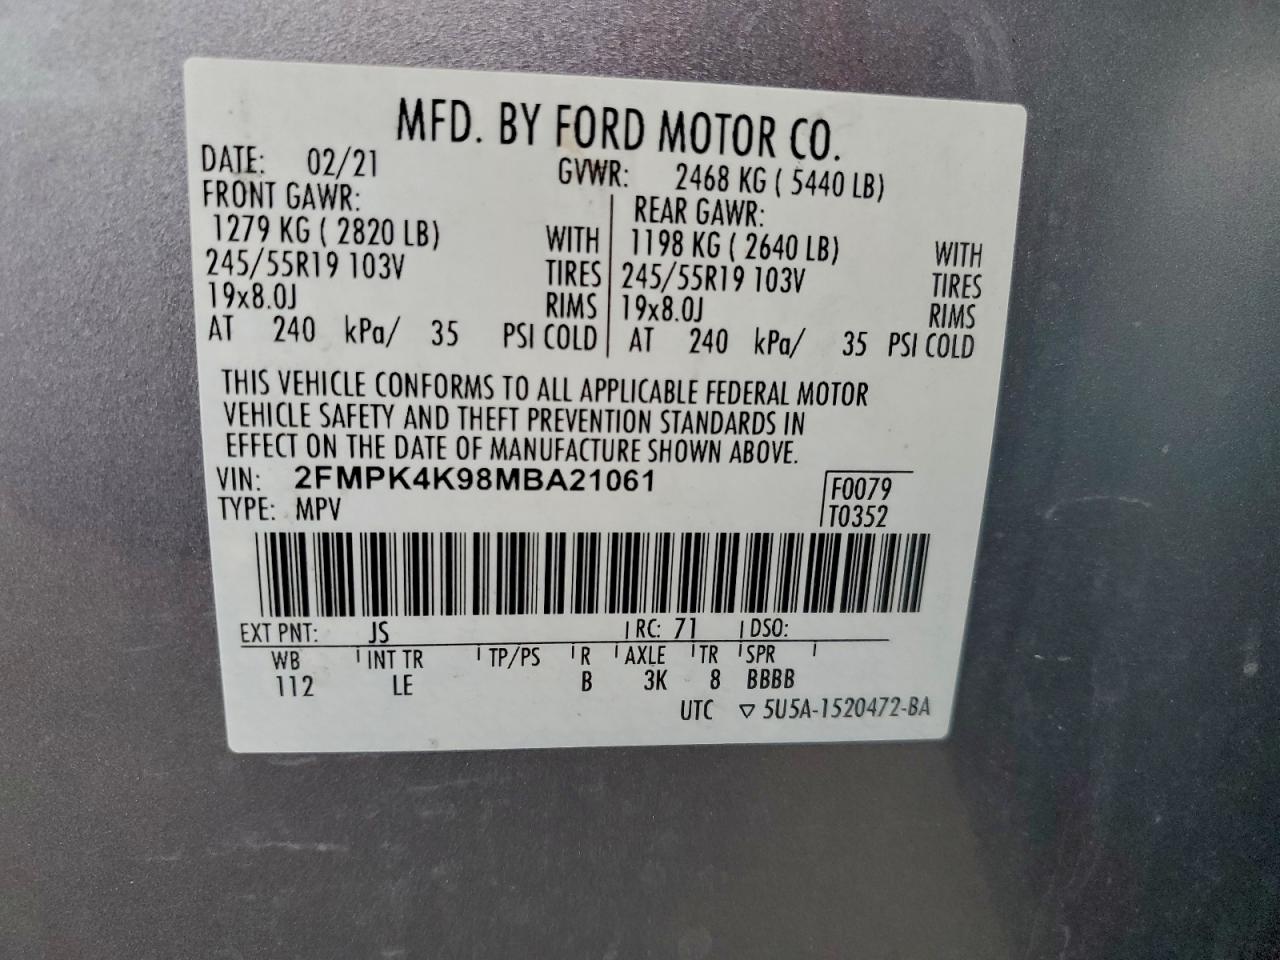 MFD. BY FORD MOTOR CO.
DATE: 02/21 GVWR: 2468 KG ( 5440 LB)
FRONT GAWR: REAR GAWR:
1279 KG ( 2820 LB) WITH 1198 KG ( 2640 LB) WITH
245/55R19 103V TIRES 245/55R19 103V TIRES
19x8.0J RIMS 19x8.0J RIMS
AT 240 kPa/ 35 PSI COLD AT 240 kPa/ 35 PSI COLD
THIS VEHICLE CONFORMS TO ALL APPLICABLE FEDERAL MOTOR
VEHICLE SAFETY AND THEFT PREVENTION STANDARDS IN
EFFECT ON THE DATE OF MANUFACTURE SHOWN ABOVE.
VIN: 2FMPK4K98MBA21061 F0079
TYPE: MPV T0352
EXT PNT: JS RC: 71 DSO:
WB INT TR TP/PS R AXLE TR SPR
112 LE B 3K 8 BBBB
UTC ▽ 5U5A-1520472-BA